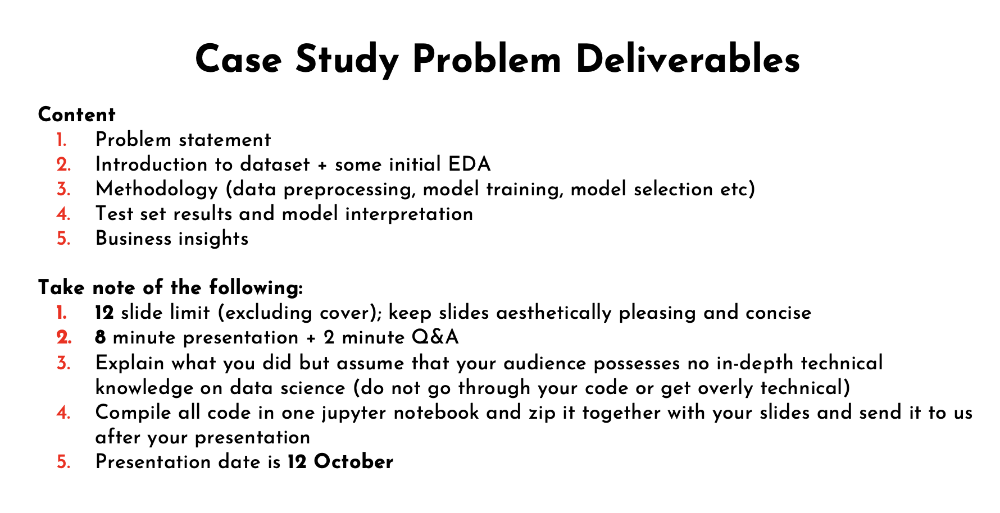 Case Study Problem Deliverables
Content
1. Problem statement
2. Introduction to dataset + some initial EDA
3. Methodology (data preprocessing, model training, model selection etc)
4. Test set results and model interpretation
5. Business insights
Take note of the following:
1. 12 slide limit (excluding cover); keep slides aesthetically pleasing and concise
2. 8 minute presentation + 2 minute Q&A
3. Explain what you did but assume that your audience possesses no in-depth technical
knowledge on data science (do not go through your code or get overly technical)
4. Compile all code in one jupyter notebook and zip it together with your slides and send it to us
after your presentation
5. Presentation date is 12 October